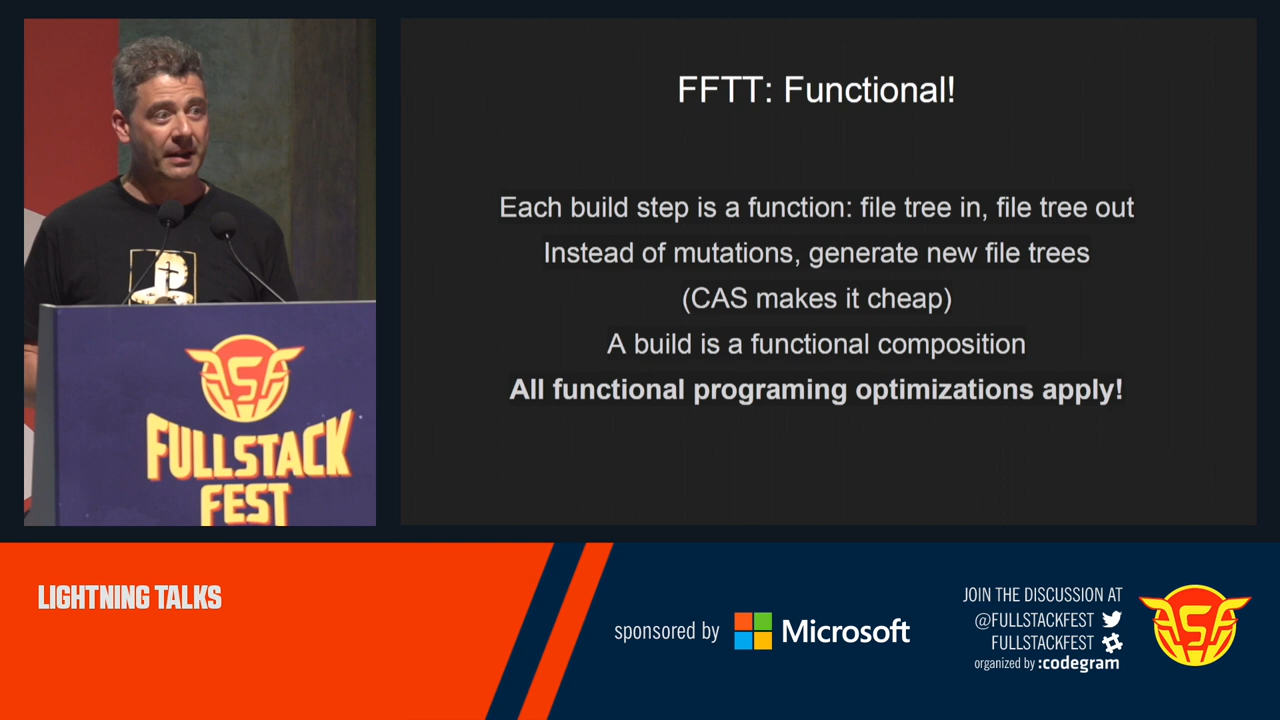 FFTT: Functional!
Each build step is a function: file tree in, file tree out
Instead of mutations, generate new file trees
(CAS makes it cheap)
A build is a functional composition
All functional programing optimizations apply!
FULLSTACK
FEST
LIGHTNING TALKS
sponsored by Microsoft
JOIN THE DISCUSSION AT
@FULLSTACKFEST
FULLSTACKFEST
organized by :codegram